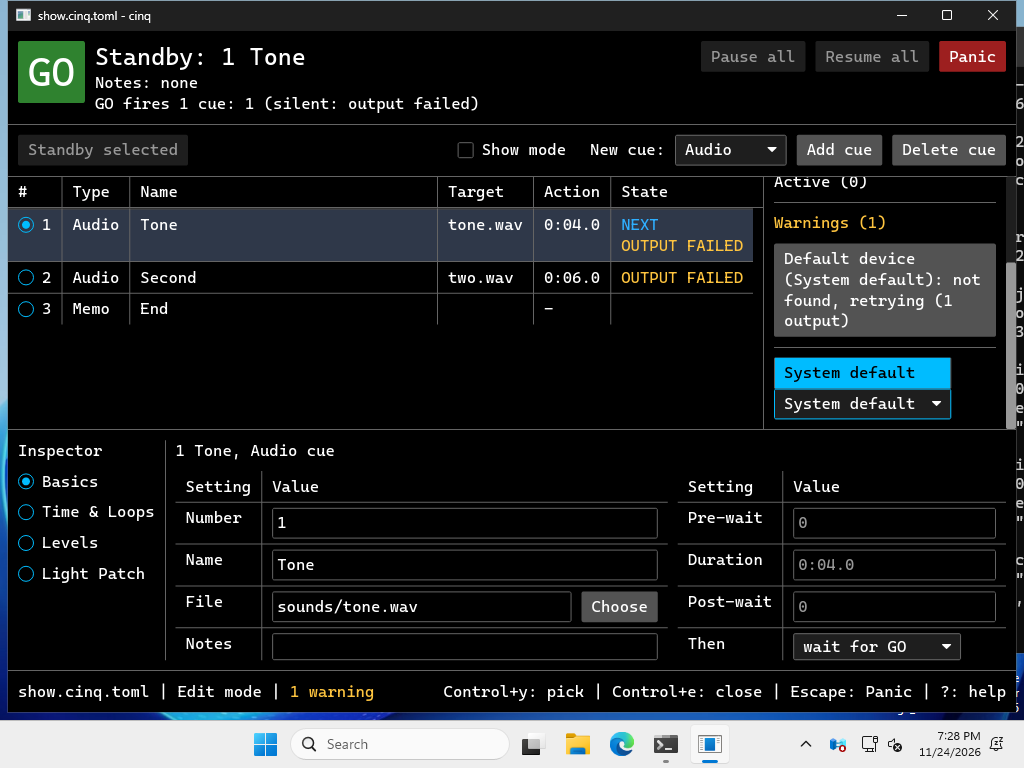 show.cinq.toml - cinq
GO
Standby: 1 Tone
Notes: none
GO fires 1 cue: 1 (silent: output failed)
Pause all
Resume all
Panic
Standby selected
Show mode
New cue:
Audio
Add cue
Delete cue
# Type Name Target Action State
1 Audio Tone tone.wav 0:04.0 NEXT
OUTPUT FAILED
2 Audio Second two.wav 0:06.0 OUTPUT FAILED
3 Memo End —
Active (0)
Warnings (1)
Default device
(System default): not
found, retrying (1
output)
System default
System default
Inspector
Basics
Time & Loops
Levels
Light Patch
1 Tone, Audio cue
Setting Value
Number 1
Name Tone
File sounds/tone.wav Choose
Notes
Setting Value
Pre-wait 0
Duration 0:04.0
Post-wait 0
Then wait for GO
show.cinq.toml | Edit mode | 1 warning
Control+y: pick | Control+e: close | Escape: Panic | ?: help
Search
7:28 PM
11/24/2026